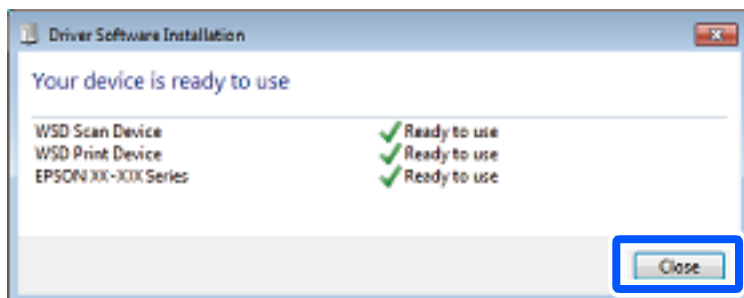 Driver Software Installation
Your device is ready to use
WSD Scan Device Ready to use
WSD Print Device Ready to use
EPSON XX-XXX Series Ready to use
Close